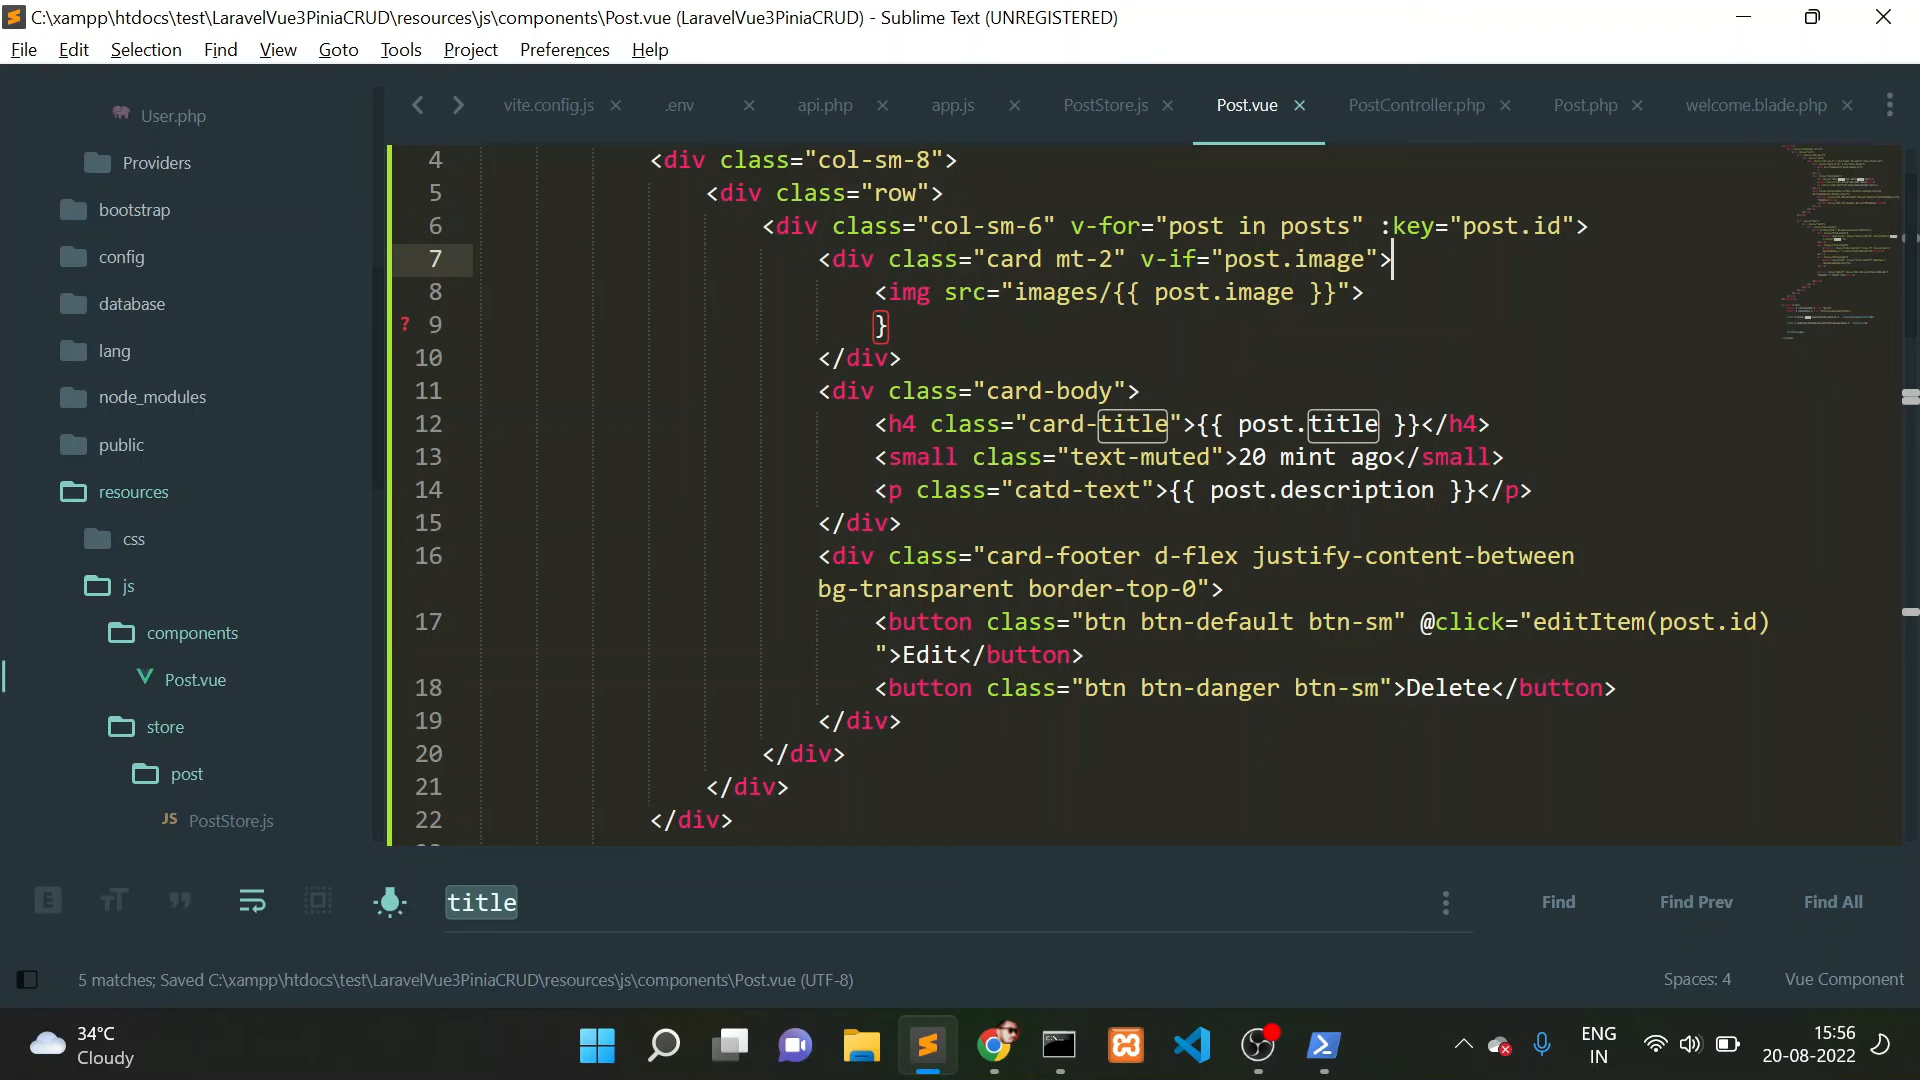 C:\xampp\htdocs\test\LaravelVue3PiniaCRUD\resources\js\components\Post.vue (LaravelVue3PiniaCRUD) - Sublime Text (UNREGISTERED)
File Edit Selection Find View Goto Tools Project Preferences Help
vite.config.js .env api.php app.js PostStore.js Post.vue PostController.php Post.php welcome.blade.php
User.php
Providers
bootstrap
config
database
lang
node_modules
public
resources
css
js
components
Post.vue
store
post
JS PostStore.js
4 <div class="col-sm-8">
5 <div class="row">
6 <div class="col-sm-6" v-for="post in posts" :key="post.id">
7 <div class="card mt-2" v-if="post.image">
8 <img src="images/{{ post.image }}">
? 9 }
10 </div>
11 <div class="card-body">
12 <h4 class="card-title">{{ post.title }}</h4>
13 <small class="text-muted">20 mint ago</small>
14 <p class="catd-text">{{ post.description }}</p>
15 </div>
16 <div class="card-footer d-flex justify-content-between
bg-transparent border-top-0">
17 <button class="btn btn-default btn-sm" @click="editItem(post.id)
">Edit</button>
18 <button class="btn btn-danger btn-sm">Delete</button>
19 </div>
20 </div>
21 </div>
22 </div>
title
Find Find Prev Find All
5 matches; Saved C:\xampp\htdocs\test\LaravelVue3PiniaCRUD\resources\js\components\Post.vue (UTF-8)
Spaces: 4 Vue Component
34°C
Cloudy
ENG
IN
15:56
20-08-2022